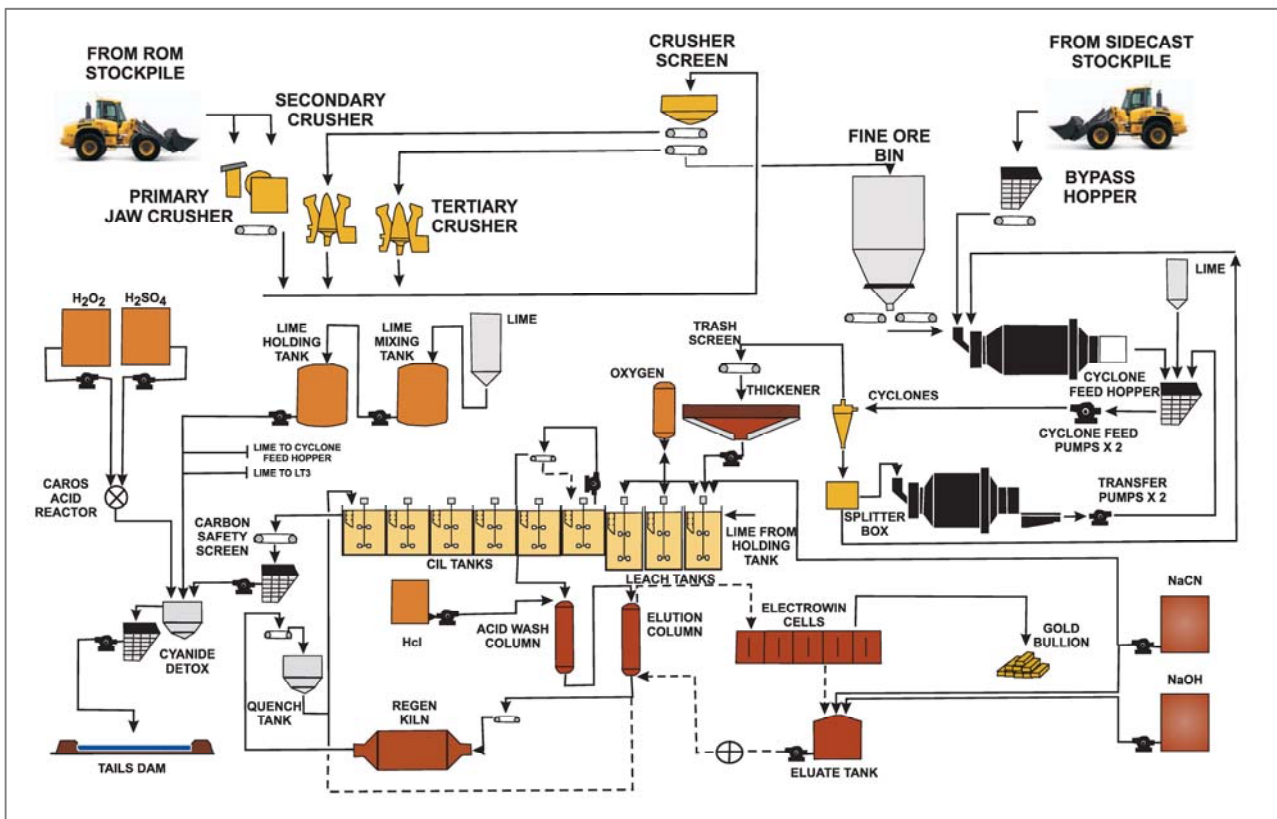 FROM ROM
STOCKPILE
CRUSHER
SCREEN
FROM SIDECAST
STOCKPILE
SECONDARY
CRUSHER
FINE ORE
BIN
PRIMARY
JAW CRUSHER
TERTIARY
CRUSHER
BYPASS
HOPPER
H2O2
H2SO4
LIME
HOLDING
TANK
LIME
MIXING
TANK
LIME
TRASH
SCREEN
LIME
OXYGEN
THICKENER
CYCLONES
CYCLONE
FEED HOPPER
CYCLONE FEED
PUMPS X 2
LIME TO CYCLONE
FEED HOPPER
LIME TO LT3
CAROS
ACID
REACTOR
CARBON
SAFETY
SCREEN
CIL TANKS
LEACH TANKS
LIME FROM
HOLDING
TANK
SPLITTER
BOX
TRANSFER
PUMPS X 2
Hcl
ACID WASH
COLUMN
ELUTION
COLUMN
ELECTROWIN
CELLS
GOLD
BULLION
NaCN
CYANIDE
DETOX
QUENCH
TANK
REGEN
KILN
NaOH
TAILS DAM
ELUATE TANK